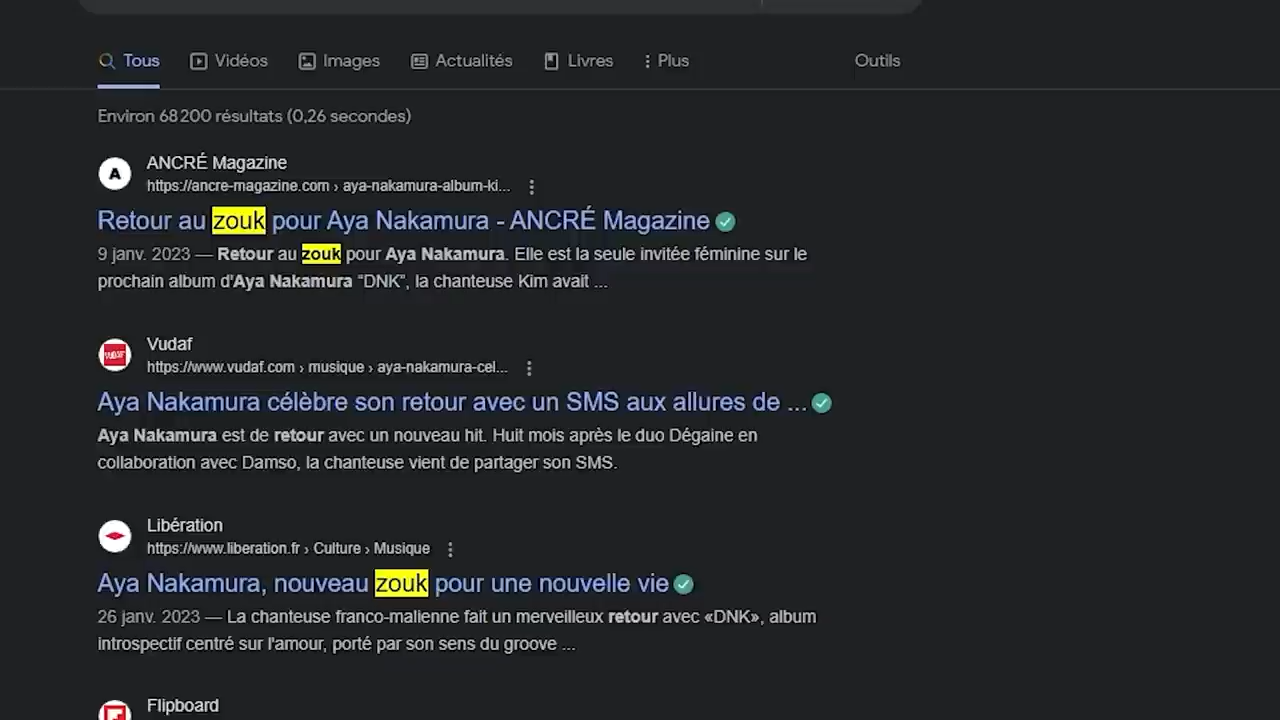 Tous Vidéos Images Actualités Livres Plus Outils
Environ 68 200 résultats (0,26 secondes)
A
ANCRÉ Magazine
https://ancre-magazine.com › aya-nakamura-album-ki...
Retour au zouk pour Aya Nakamura - ANCRÉ Magazine
9 janv. 2023 — Retour au zouk pour Aya Nakamura. Elle est la seule invitée féminine sur le
prochain album d'Aya Nakamura “DNK”, la chanteuse Kim avait ...
Vudaf
https://www.vudaf.com › musique › aya-nakamura-cel...
Aya Nakamura célèbre son retour avec un SMS aux allures de ...
Aya Nakamura est de retour avec un nouveau hit. Huit mois après le duo Dégaine en
collaboration avec Damso, la chanteuse vient de partager son SMS.
Libération
https://www.liberation.fr › Culture › Musique
Aya Nakamura, nouveau zouk pour une nouvelle vie
26 janv. 2023 — La chanteuse franco-malienne fait un merveilleux retour avec «DNK», album
introspectif centré sur l'amour, porté par son sens du groove ...
Flipboard